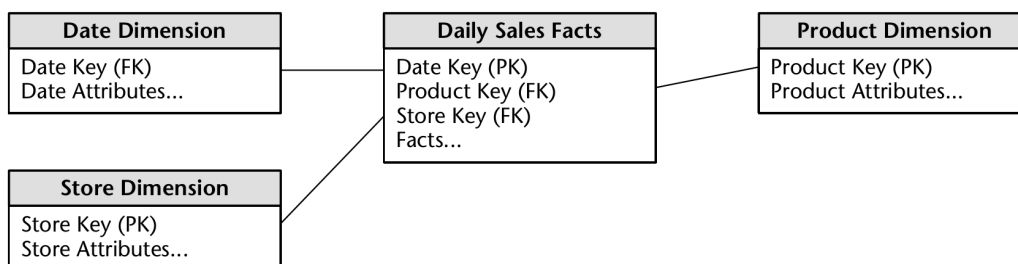 Date Dimension
Date Key (FK)
Date Attributes...
Daily Sales Facts
Date Key (PK)
Product Key (FK)
Store Key (FK)
Facts...
Product Dimension
Product Key (PK)
Product Attributes...
Store Dimension
Store Key (PK)
Store Attributes...